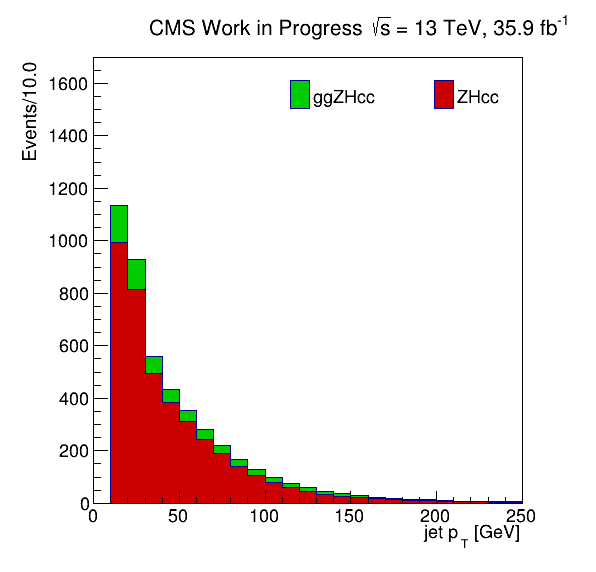 CMS Work in Progress √s = 13 TeV, 35.9 fb⁻¹
Events/10.0
1600
1400
1200
1000
800
600
400
200
0
ggZHcc ZHcc
0 50 100 150 200 250
jet p_T [GeV]